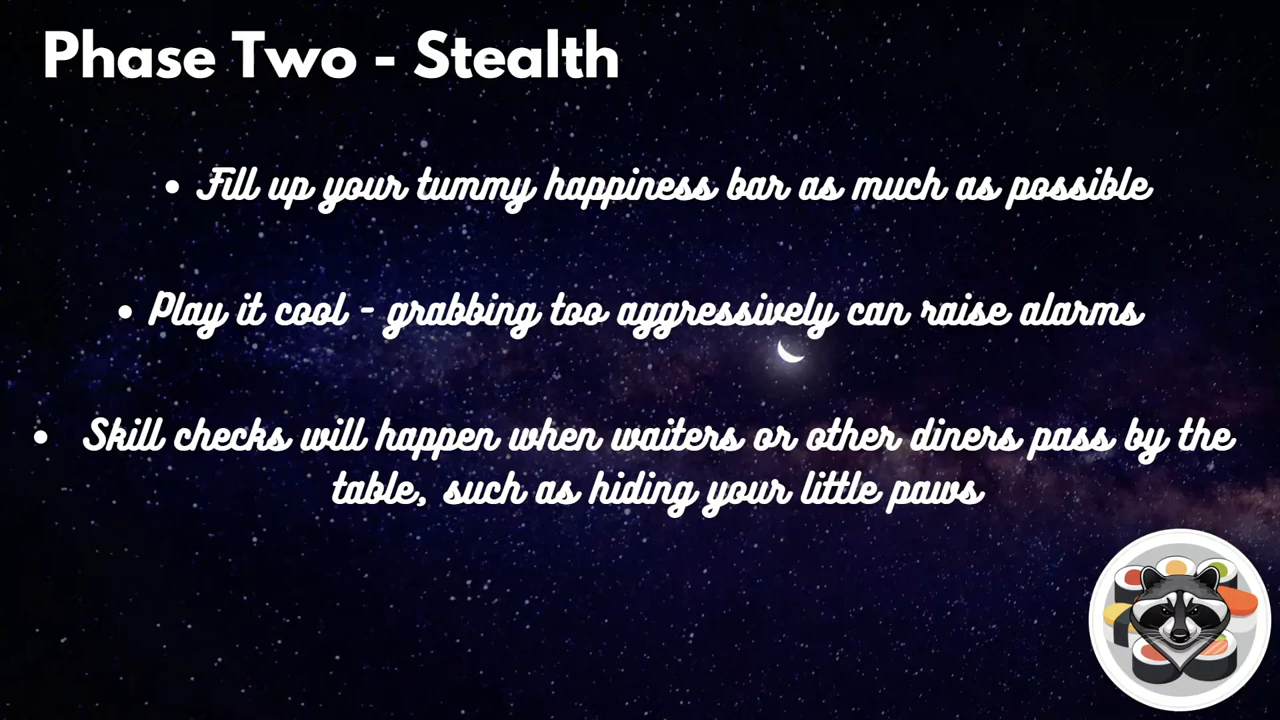 Phase Two - Stealth
• Fill up your tummy happiness bar as much as possible
• Play it cool - grabbing too aggressively can raise alarms
• Skill checks will happen when waiters or other diners pass by the
table, such as hiding your little paws